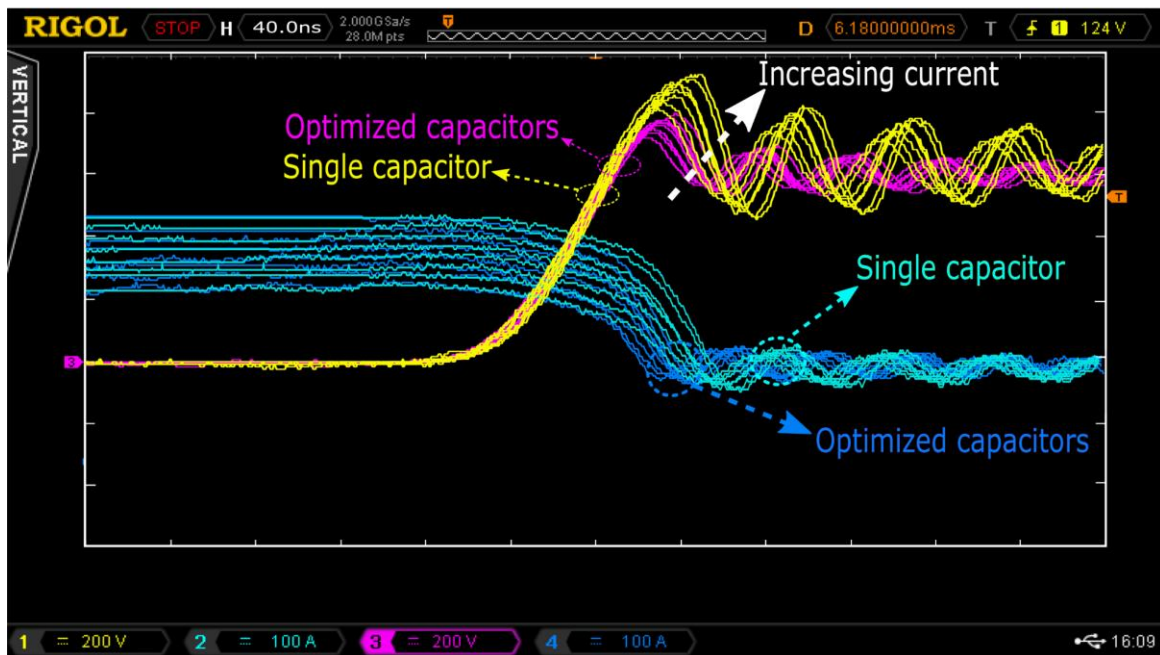 RIGOL STOP H 40.0ns 2.000GSa/s 28.0M pts T D 6.18000000ms T 1 124 V
VERTICAL
Increasing current
Optimized capacitors
Single capacitor
T
Single capacitor
3
Optimized capacitors
1 200 V 2 100 A 3 200 V 4 100 A 16:09